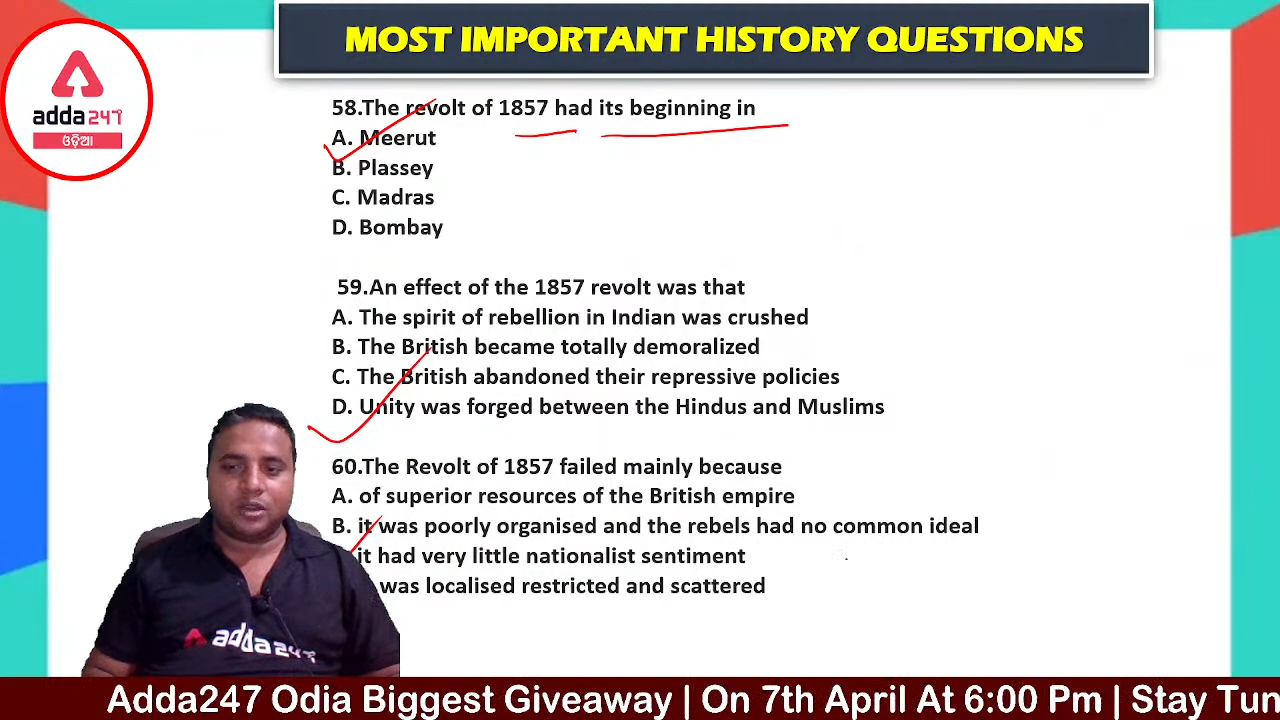 MOST IMPORTANT HISTORY QUESTIONS
adda247
ଓଡ଼ିଆ
58.The revolt of 1857 had its beginning in
A. Meerut
B. Plassey
C. Madras
D. Bombay
59.An effect of the 1857 revolt was that
A. The spirit of rebellion in Indian was crushed
B. The British became totally demoralized
C. The British abandoned their repressive policies
D. Unity was forged between the Hindus and Muslims
60.The Revolt of 1857 failed mainly because
A. of superior resources of the British empire
B. it was poorly organised and the rebels had no common ideal
it had very little nationalist sentiment
was localised restricted and scattered
adda247
Adda247 Odia Biggest Giveaway | On 7th April At 6:00 Pm | Stay Tun